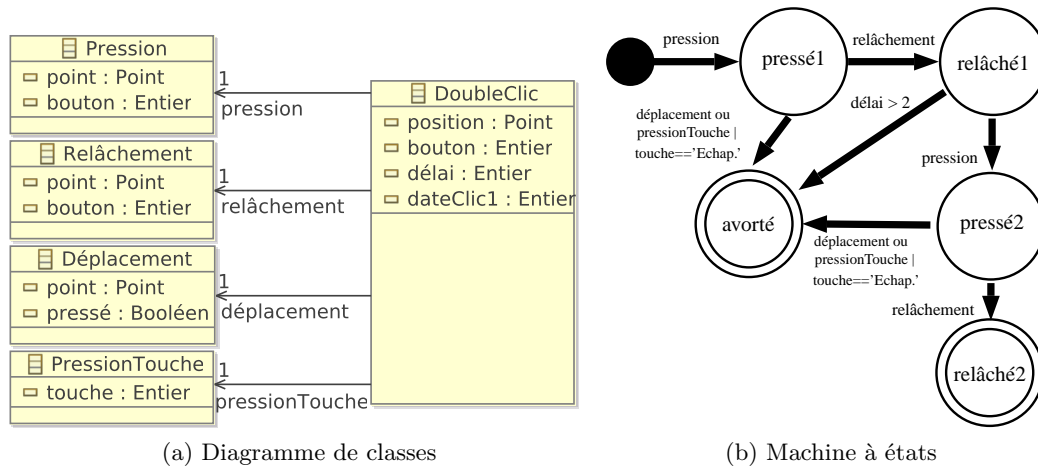 Pression
point : Point
bouton : Entier
Relâchement
point : Point
bouton : Entier
Déplacement
point : Point
pressé : Booléen
PressionTouche
touche : Entier
1
pression
1
relâchement
1
déplacement
1
pressionTouche
DoubleClic
position : Point
bouton : Entier
délai : Entier
dateClic1 : Entier
(a) Diagramme de classes
pression
pressé1
relâchement
relâché1
déplacement ou
pressionTouche |
touche=='Echap.'
délai > 2
pression
avorté
pressé2
déplacement ou
pressionTouche |
touche=='Echap.'
relâchement
relâché2
(b) Machine à états